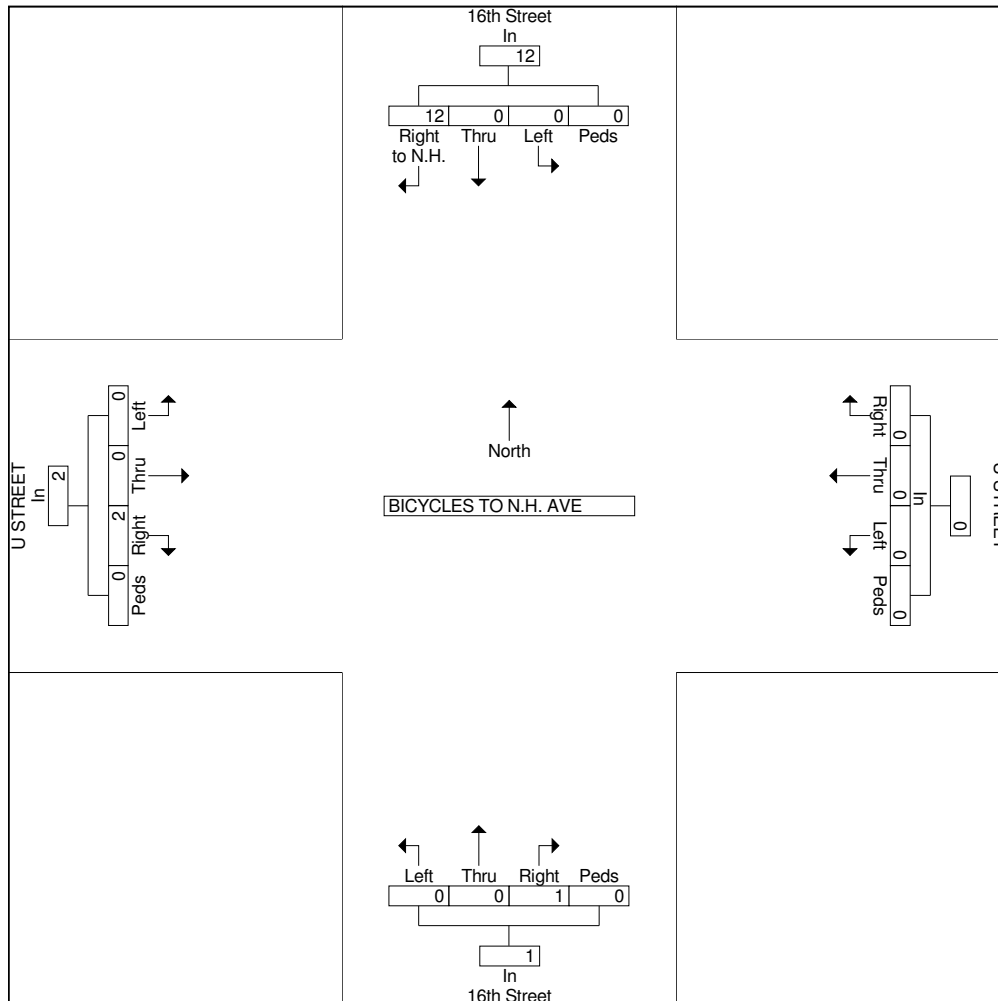 16th Street
In
12
12 0 0 0
Right Thru Left Peds
to N.H.
U STREET
In
2
0 0 2 0
Left Thru Right Peds
North
BICYCLES TO N.H. AVE
Right Thru Left Peds
0 0 0 0
In
0
STREET
Left Thru Right Peds
0 0 1 0
1
In
16th Street